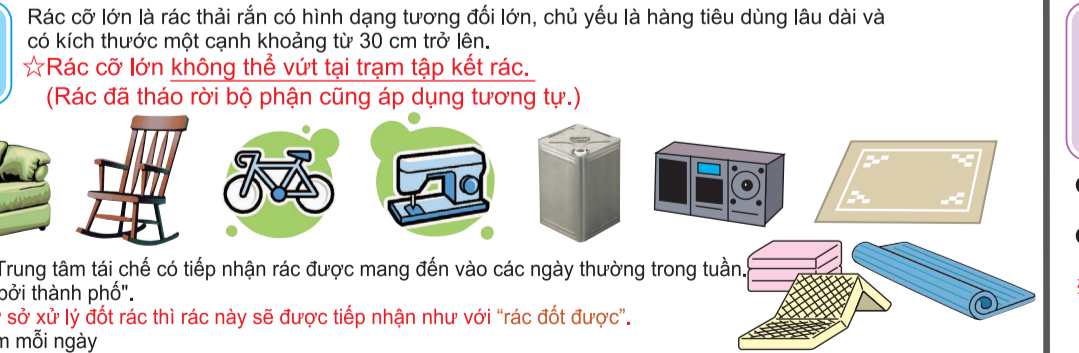 Rác cỡ lớn là rác thải rắn có hình dạng tương đối lớn, chủ yếu là hàng tiêu dùng lâu dài và
có kích thước một cạnh khoảng từ 30 cm trở lên.
☆Rác cỡ lớn không thể vứt tại trạm tập kết rác.
(Rác đã tháo rời bộ phận cũng áp dụng tương tự.)
Trung tâm tái chế có tiếp nhận rác được mang đến vào các ngày thường trong tuần.
bởi thành phố".
sở xử lý đốt rác thì rác này sẽ được tiếp nhận như với “rác đốt được”.
mỗi ngày